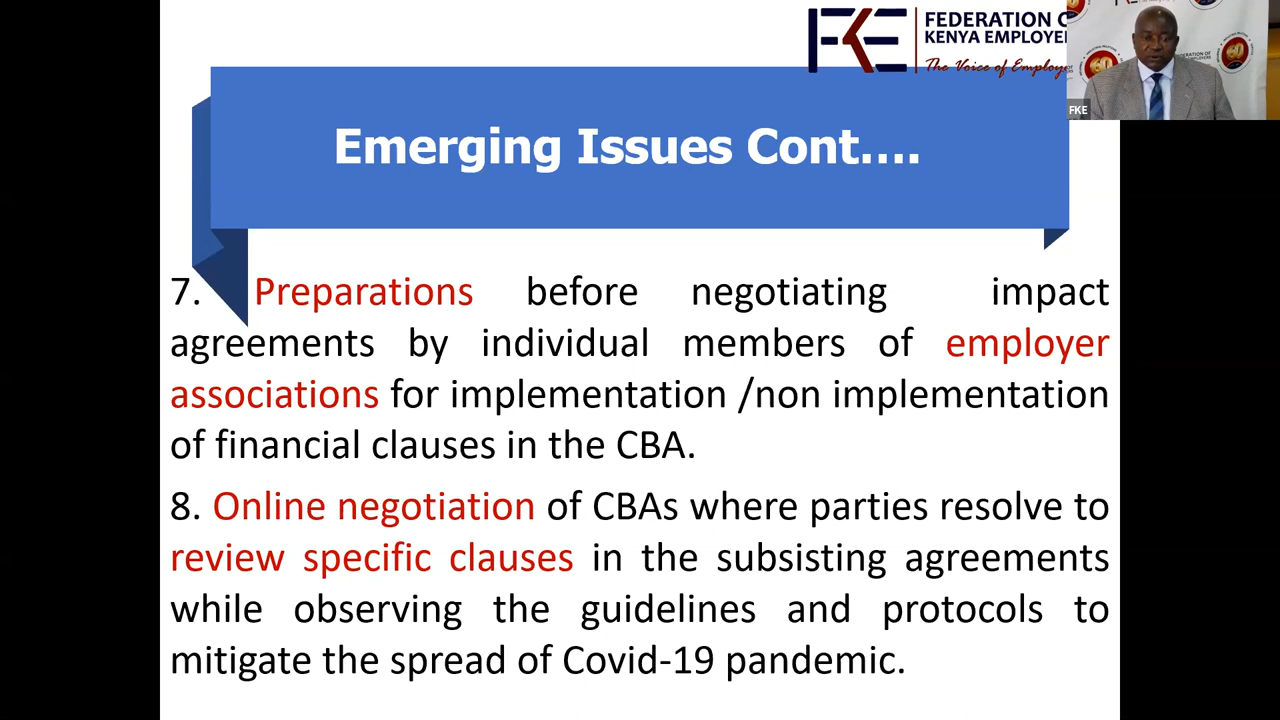 FEDERATION O
KENYA EMPLOYER
The Voice of Employe
60
60
FKE
Emerging Issues Cont....
7. Preparations before negotiating impact
agreements by individual members of employer
associations for implementation /non implementation
of financial clauses in the CBA.
8. Online negotiation of CBAs where parties resolve to
review specific clauses in the subsisting agreements
while observing the guidelines and protocols to
mitigate the spread of Covid-19 pandemic.